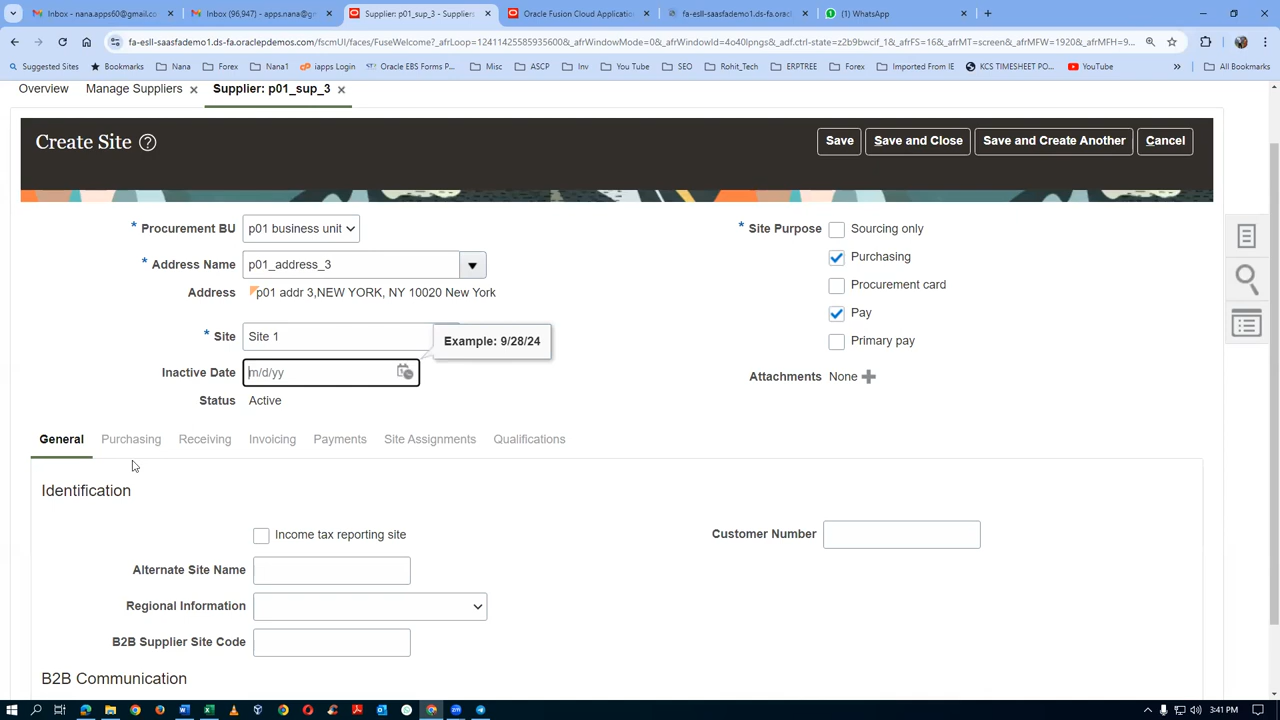 Inbox - nana.apps60@gmail.co
Inbox (96,947) - apps.nana@g
Supplier: p01_sup_3 - Suppliers
Oracle Fusion Cloud Applicatio
fa-esll-saasfademo1.ds-fa.orac
(1) WhatsApp
fa-esll-saasfademo1.ds-fa.oraclepdemos.com/fscmUI/faces/FuseWelcome?_afrLoop=12411425585935600&_afrWindowMode=0&_afrWindowId=4o40lpngs&_adf.ctrl-state=z2b9bwcif_1&_afrFS=16&_afrMT=screen&_afrMFW=1920&_afrMFH=9...
Suggested Sites Bookmarks Nana Forex Nana1 iapps Login Oracle EBS Forms P... Misc ASCP Inv You Tube SEO Rohit_Tech ERPTREE Forex Imported From IE KCS TIMESHEET PO... YouTube » All Bookmarks
Overview Manage Suppliers Supplier: p01_sup_3
Create Site
Save Save and Close Save and Create Another Cancel
* Procurement BU p01 business unit
* Site Purpose Sourcing only
Purchasing
* Address Name p01_address_3
Procurement card
Address p01 addr 3,NEW YORK, NY 10020 New York
Pay
* Site Site 1
Example: 9/28/24
Primary pay
Inactive Date m/d/yy
Attachments None
Status Active
General Purchasing Receiving Invoicing Payments Site Assignments Qualifications
Identification
Income tax reporting site
Customer Number
Alternate Site Name
Regional Information
B2B Supplier Site Code
B2B Communication
3:41 PM